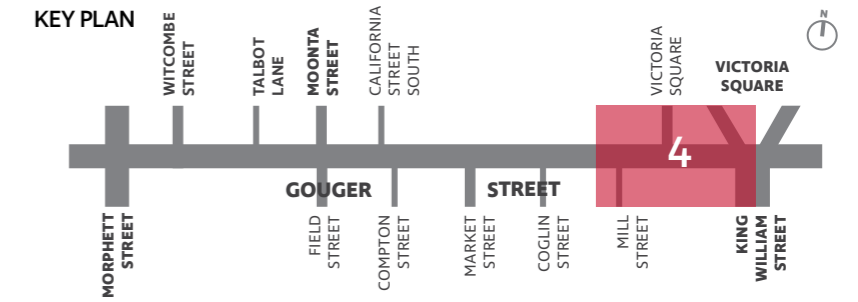 KEY PLAN
N
WITCOMBE
STREET
TALBOT
LANE
MOONTA
STREET
CALIFORNIA
STREET
SOUTH
VICTORIA
SQUARE
VICTORIA
SQUARE
4
GOUGER STREET
MORPHETT
STREET
FIELD
STREET
COMPTON
STREET
MARKET
STREET
COGLIN
STREET
MILL
STREET
KING
WILLIAM
STREET